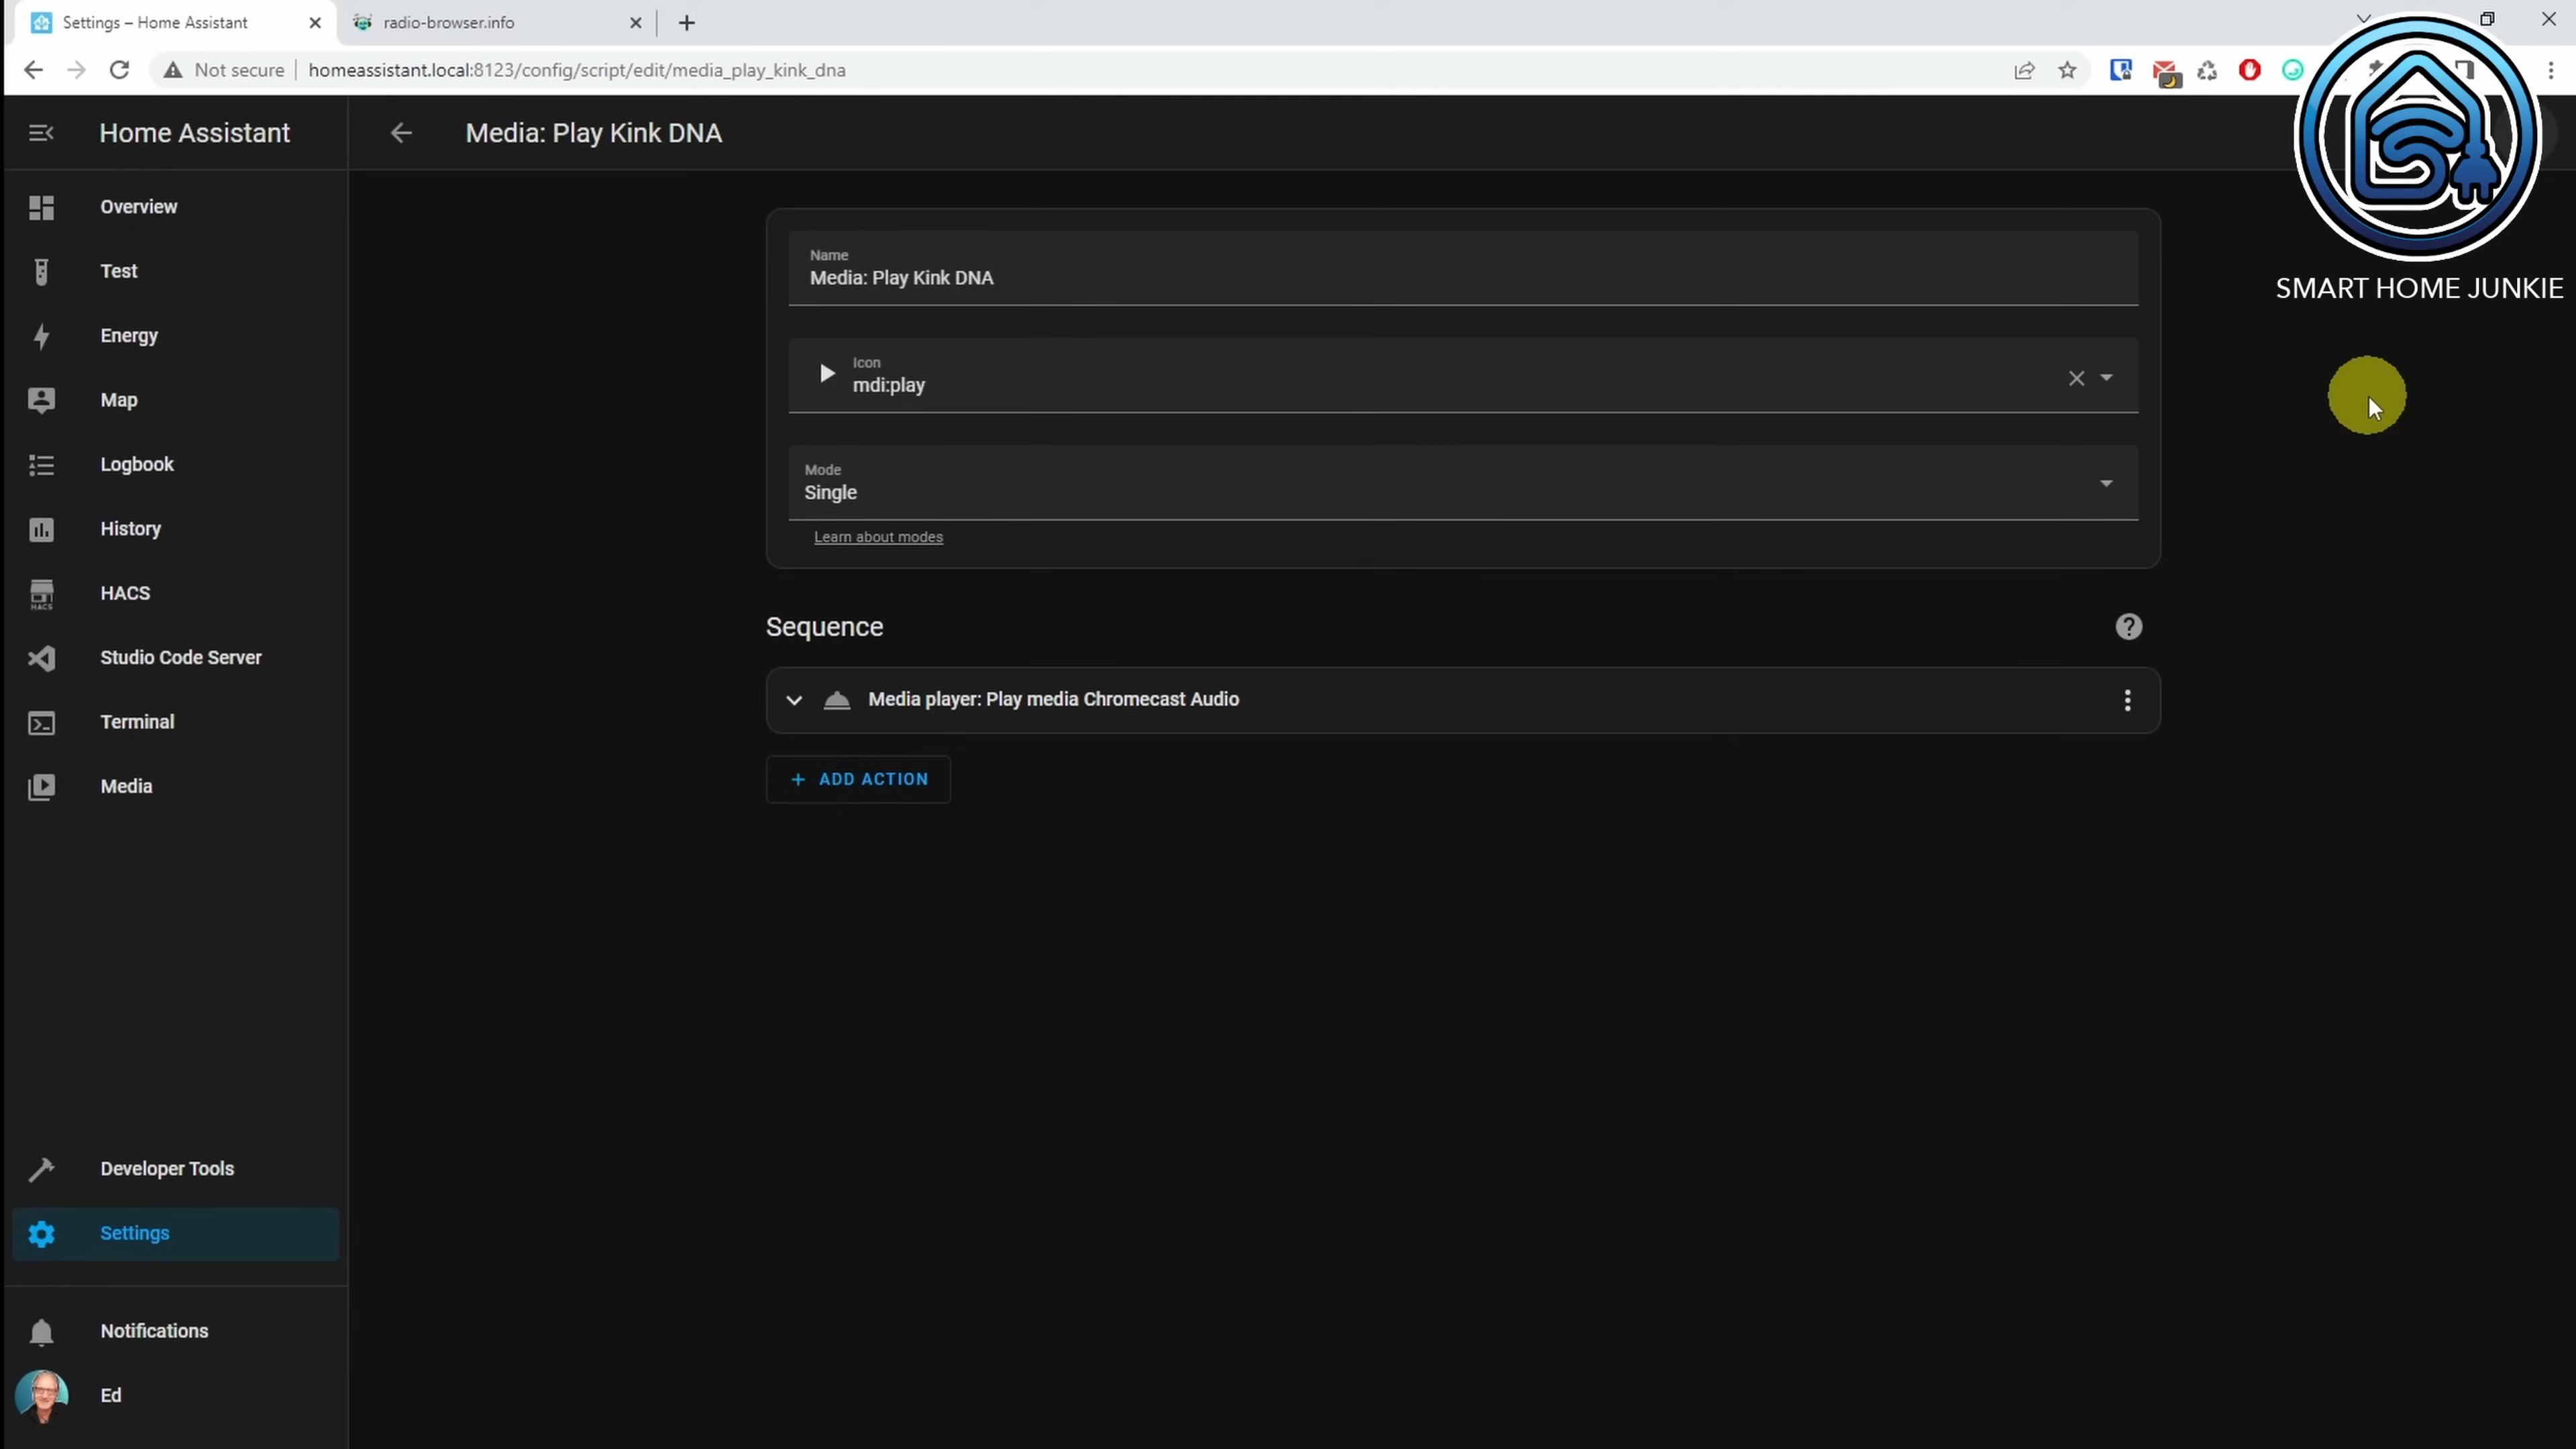 Settings – Home Assistant
radio-browser.info
Not secure
homeassistant.local:8123/config/script/edit/media_play_kink_dna
Home Assistant
Media: Play Kink DNA
SMART HOME JUNKIE
Overview
Test
Energy
Map
Logbook
History
HACS
HACS
Studio Code Server
Terminal
Media
Developer Tools
Settings
Notifications
Ed
Name
Media: Play Kink DNA
Icon
mdi:play
Mode
Single
Learn about modes
Sequence
Media player: Play media Chromecast Audio
+ ADD ACTION